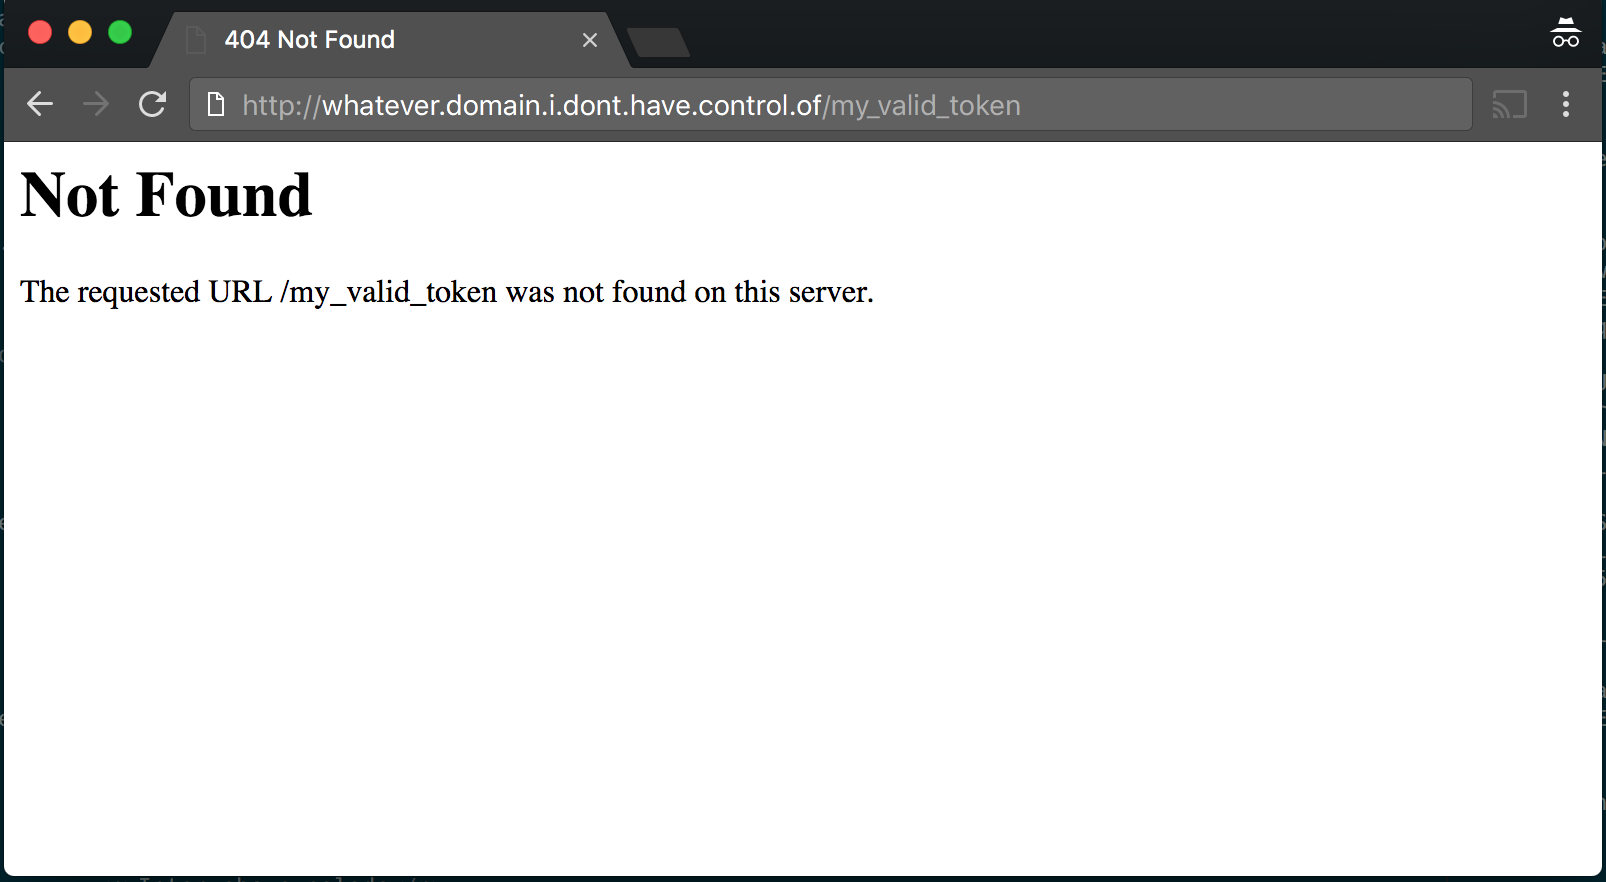 404 Not Found
http://whatever.domain.i.dont.have.control.of/my_valid_token
Not Found
The requested URL /my_valid_token was not found on this server.